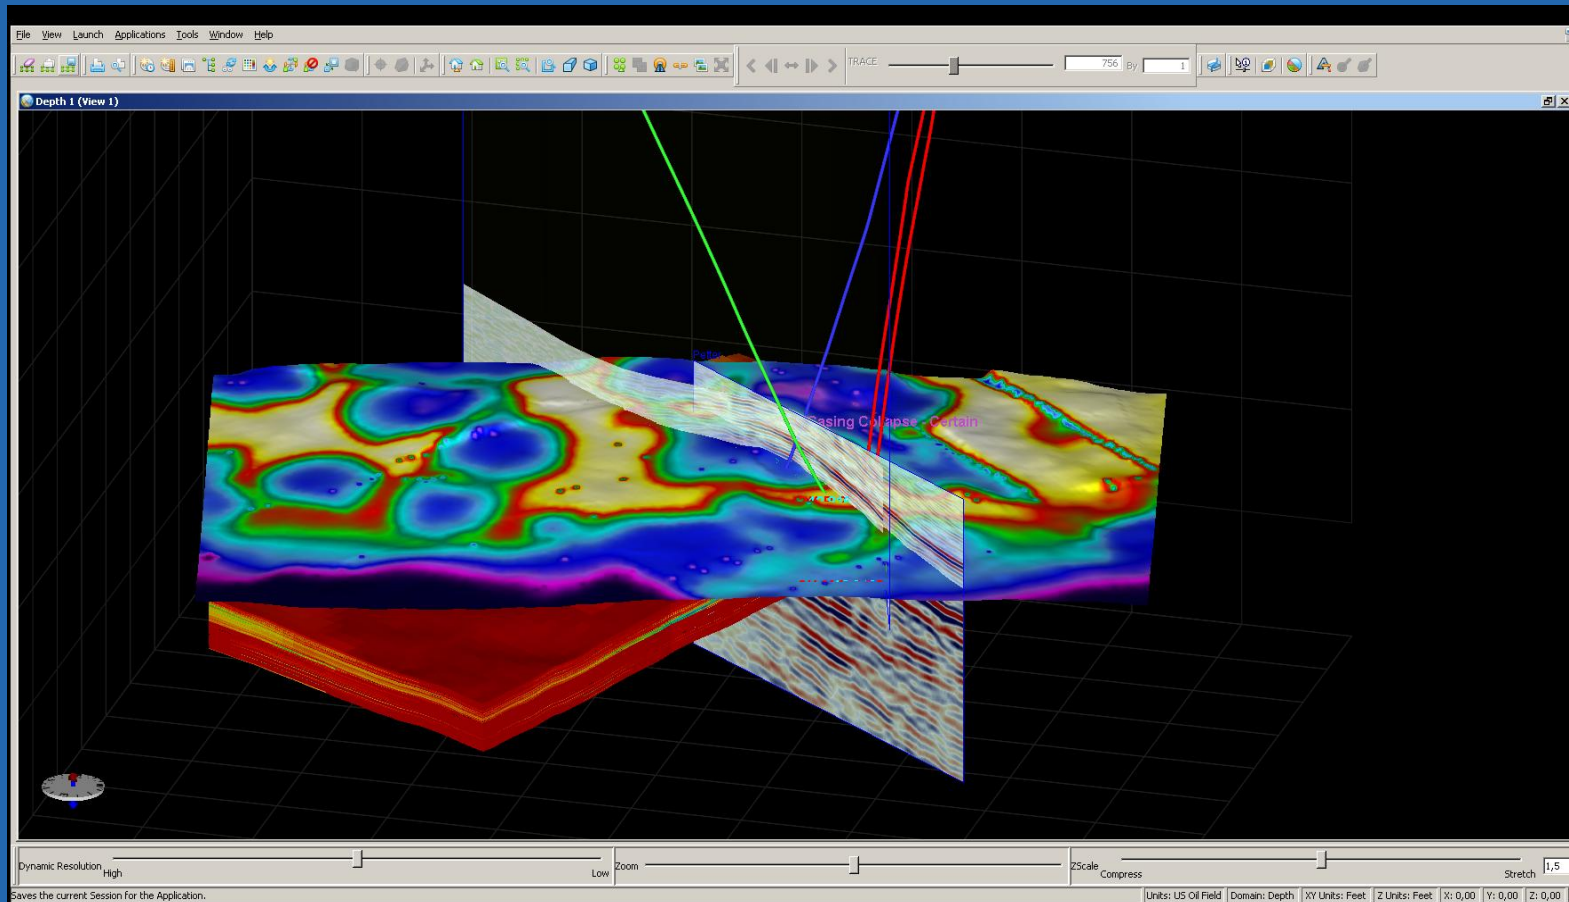 File View Launch Applications Tools Window Help
TRACE 756 By 1
Depth 1 (View 1)
Casing Collapse - Certain
Dynamic Resolution High Low Zoom ZScale Compress Stretch 1,5
Saves the current Session for the Application. Units: US Oil Field Domain: Depth XY Units: Feet Z Units: Feet X: 0,00 Y: 0,00 Z: 0,00